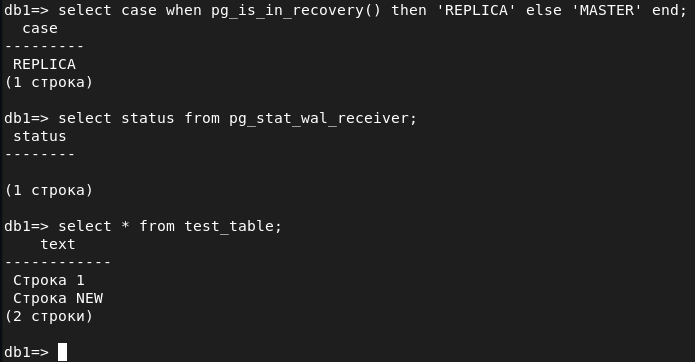 db1=> select case when pg_is_in_recovery() then 'REPLICA' else 'MASTER' end;
  case
---------
 REPLICA
(1 строка)
db1=> select status from pg_stat_wal_receiver;
 status
--------
(1 строка)
db1=> select * from test_table;
    text
------------
 Строка 1
 Строка NEW
(2 строки)
db1=>